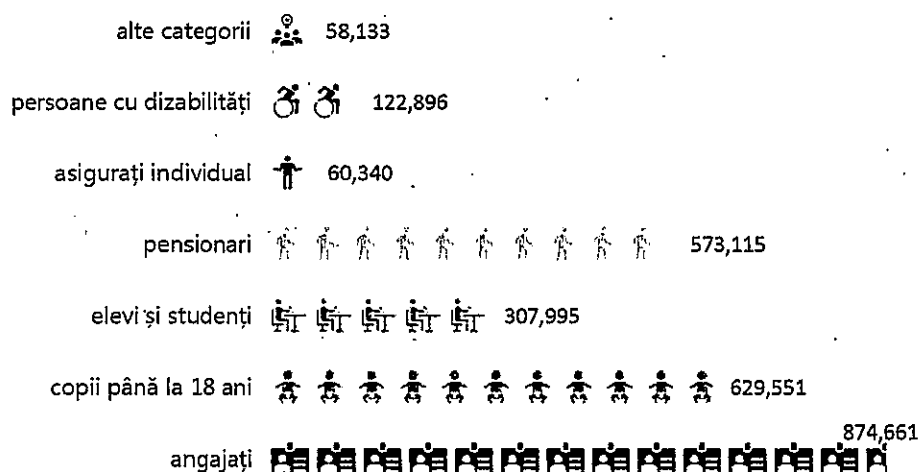 alte categorii 58,133
persoane cu dizabilități 122,896
asigurați individual 60,340
pensionari 573,115
elevi și studenți 307,995
copii până la 18 ani 629,551
874,661
angajați